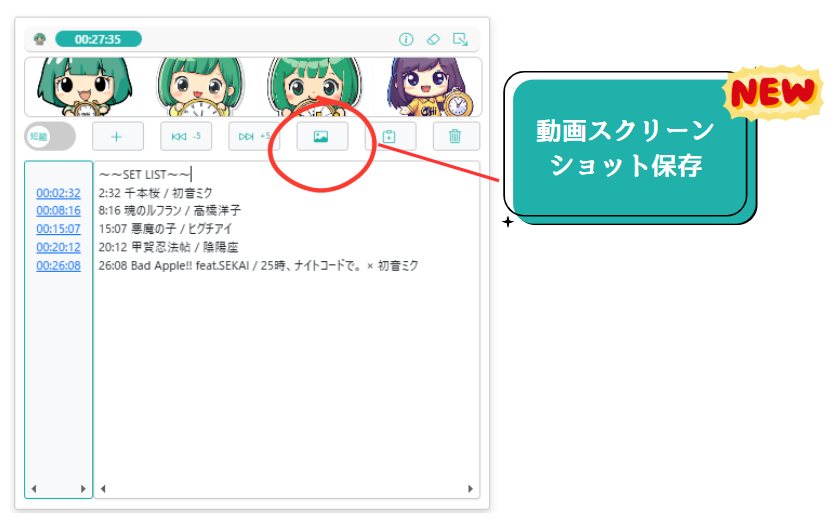 00:27:35
短縮
-5
+5
動画スクリーン
ショット保存
NEW
~~SET LIST~~
00:02:32 2:32 千本桜 / 初音ミク
00:08:16 8:16 魂のルフラン / 高橋洋子
00:15:07 15:07 悪魔の子 / ヒグチアイ
00:20:12 20:12 甲賀忍法帖 / 陰陽座
00:26:08 26:08 Bad Apple!! feat.SEKAI / 25時、ナイトコードで。 × 初音ミク